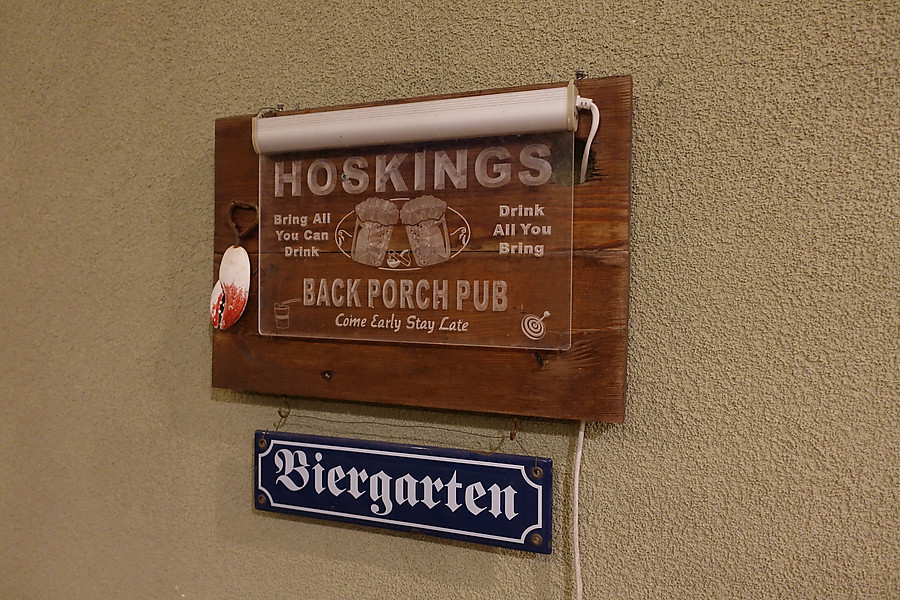 HOSKINGS
Bring All
You Can
Drink
Drink
All You
Bring
BACK PORCH PUB
Come Early Stay Late
Biergarten